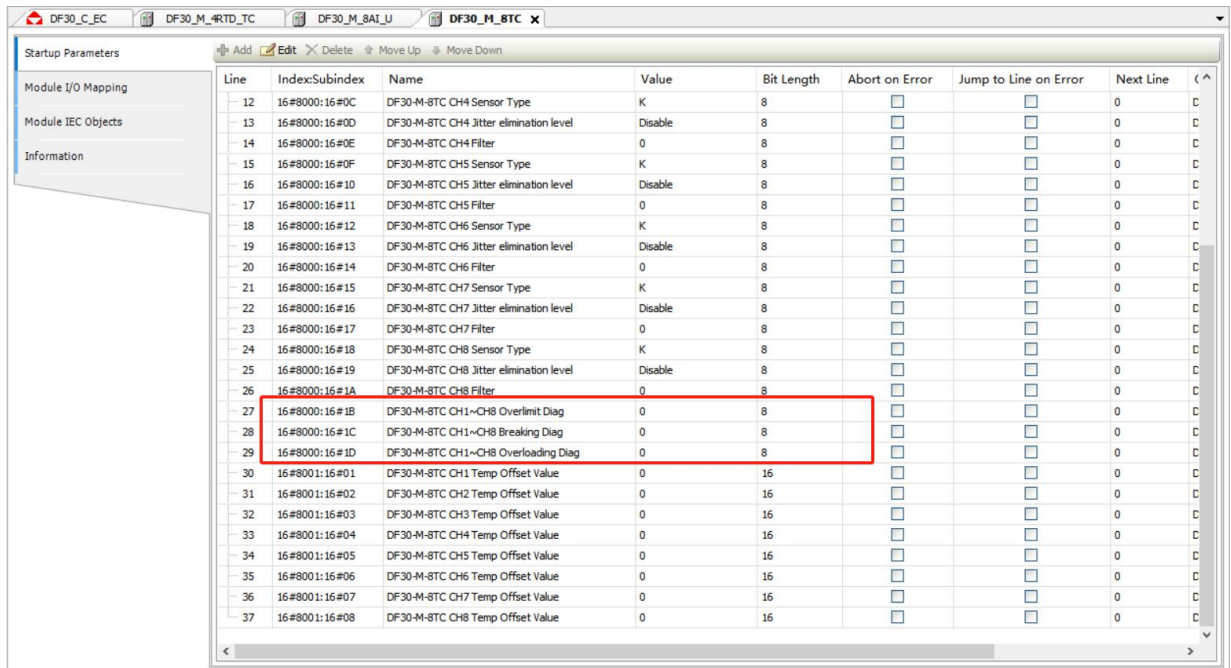 DF30_C_EC DF30_M_4RTD_TC DF30_M_8AI_U DF30_M_8TC
Startup Parameters
Module I/O Mapping
Module IEC Objects
Information
Add Edit Delete Move Up Move Down
Line Index:Subindex Name Value Bit Length Abort on Error Jump to Line on Error Next Line
12 16#8000:16#0C DF30-M-8TC CH4 Sensor Type K 8 0
13 16#8000:16#0D DF30-M-8TC CH4 Jitter elimination level Disable 8 0
14 16#8000:16#0E DF30-M-8TC CH4 Filter 0 8 0
15 16#8000:16#0F DF30-M-8TC CH5 Sensor Type K 8 0
16 16#8000:16#10 DF30-M-8TC CH5 Jitter elimination level Disable 8 0
17 16#8000:16#11 DF30-M-8TC CH5 Filter 0 8 0
18 16#8000:16#12 DF30-M-8TC CH6 Sensor Type K 8 0
19 16#8000:16#13 DF30-M-8TC CH6 Jitter elimination level Disable 8 0
20 16#8000:16#14 DF30-M-8TC CH6 Filter 0 8 0
21 16#8000:16#15 DF30-M-8TC CH7 Sensor Type K 8 0
22 16#8000:16#16 DF30-M-8TC CH7 Jitter elimination level Disable 8 0
23 16#8000:16#17 DF30-M-8TC CH7 Filter 0 8 0
24 16#8000:16#18 DF30-M-8TC CH8 Sensor Type K 8 0
25 16#8000:16#19 DF30-M-8TC CH8 Jitter elimination level Disable 8 0
26 16#8000:16#1A DF30-M-8TC CH8 Filter 0 8 0
27 16#8000:16#1B DF30-M-8TC CH1~CH8 Overlimit Diag 0 8 0
28 16#8000:16#1C DF30-M-8TC CH1~CH8 Breaking Diag 0 8 0
29 16#8000:16#1D DF30-M-8TC CH1~CH8 Overloading Diag 0 8 0
30 16#8001:16#01 DF30-M-8TC CH1 Temp Offset Value 0 16 0
31 16#8001:16#02 DF30-M-8TC CH2 Temp Offset Value 0 16 0
32 16#8001:16#03 DF30-M-8TC CH3 Temp Offset Value 0 16 0
33 16#8001:16#04 DF30-M-8TC CH4 Temp Offset Value 0 16 0
34 16#8001:16#05 DF30-M-8TC CH5 Temp Offset Value 0 16 0
35 16#8001:16#06 DF30-M-8TC CH6 Temp Offset Value 0 16 0
36 16#8001:16#07 DF30-M-8TC CH7 Temp Offset Value 0 16 0
37 16#8001:16#08 DF30-M-8TC CH8 Temp Offset Value 0 16 0